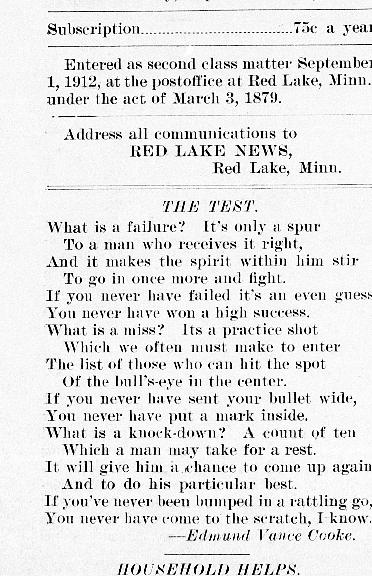 Subscription............................75c a year
Entered as second class matter September
1, 1912, at the postoffice at Red Lake, Minn.
under the act of March 3, 1879.
Address all communications to
RED LAKE NEWS,
Red Lake, Minn.
THE TEST.
What is a failure? It's only a spur
To a man who receives it right,
And it makes the spirit within him stir
To go in once more and fight.
If you never have failed it's an even guess
You never have won a high success.
What is a miss? Its a practice shot
Which we often must make to enter
The list of those who can hit the spot
Of the bull's-eye in the center.
If you never have sent your bullet wide,
You never have put a mark inside.
What is a knock-down? A count of ten
Which a man may take for a rest.
It will give him a chance to come up again
And to do his particular best.
If you've never been bumped in a rattling go,
You never have come to the scratch, I know.
—Edmund Vance Cooke.
HOUSEHOLD HELPS.